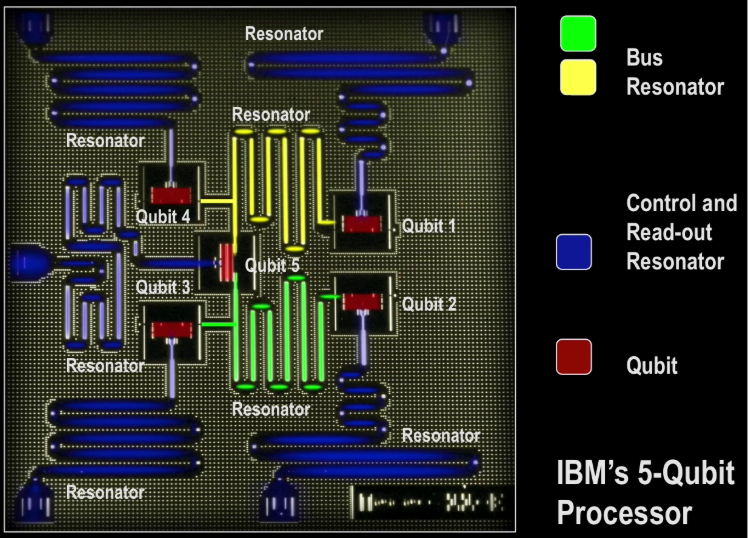 Resonator
Resonator
Resonator
Qubit 4
Qubit 1
Qubit 5
Qubit 3
Qubit 2
Resonator
Resonator
Resonator
Resonator
Bus
Resonator
Control and
Read-out
Resonator
Qubit
IBM's 5-Qubit
Processor